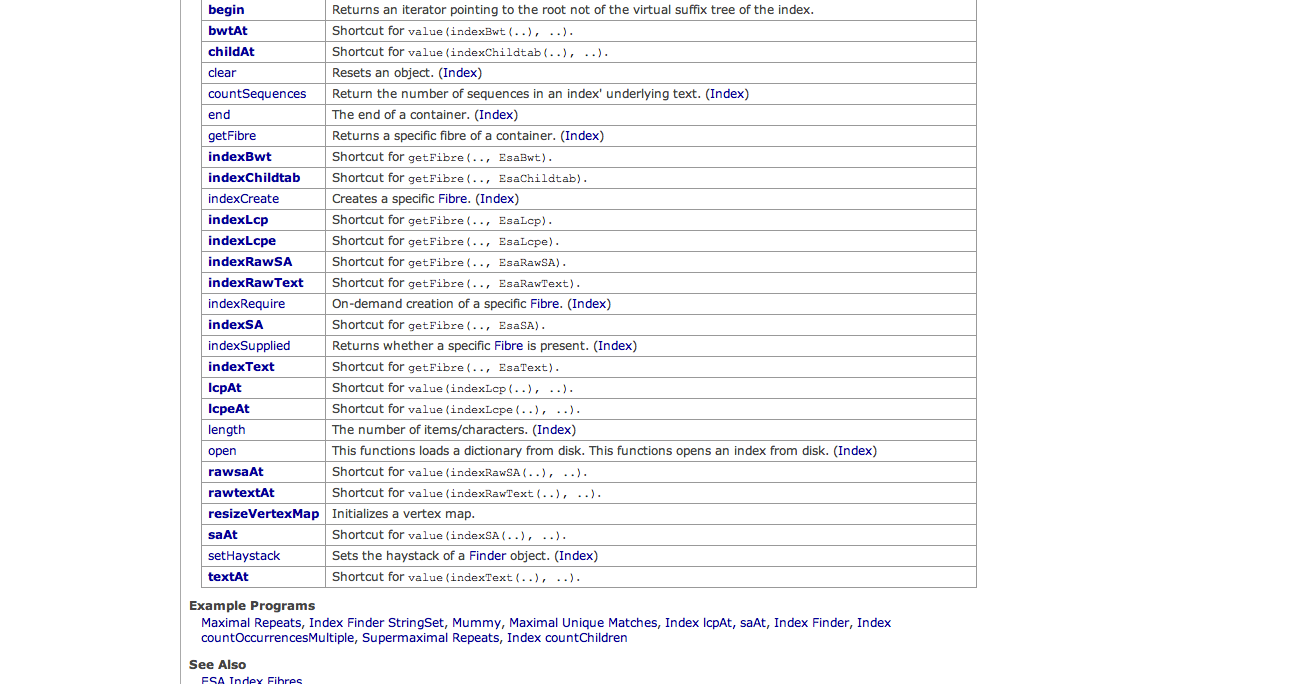 begin Returns an iterator pointing to the root not of the virtual suffix tree of the index.
bwtAt Shortcut for value(indexBwt(..), ..).
childAt Shortcut for value(indexChildtab(..), ..).
clear Resets an object. (Index)
countSequences Return the number of sequences in an index' underlying text. (Index)
end The end of a container. (Index)
getFibre Returns a specific fibre of a container. (Index)
indexBwt Shortcut for getFibre(.., EsaBwt).
indexChildtab Shortcut for getFibre(.., EsaChildtab).
indexCreate Creates a specific Fibre. (Index)
indexLcp Shortcut for getFibre(.., EsaLcp).
indexLcpe Shortcut for getFibre(.., EsaLcpe).
indexRawSA Shortcut for getFibre(.., EsaRawSA).
indexRawText Shortcut for getFibre(.., EsaRawText).
indexRequire On-demand creation of a specific Fibre. (Index)
indexSA Shortcut for getFibre(.., EsaSA).
indexSupplied Returns whether a specific Fibre is present. (Index)
indexText Shortcut for getFibre(.., EsaText).
lcpAt Shortcut for value(indexLcp(..), ..).
lcpeAt Shortcut for value(indexLcpe(..), ..).
length The number of items/characters. (Index)
open This functions loads a dictionary from disk. This functions opens an index from disk. (Index)
rawsaAt Shortcut for value(indexRawSA(..), ..).
rawtextAt Shortcut for value(indexRawText(..), ..).
resizeVertexMap Initializes a vertex map.
saAt Shortcut for value(indexSA(..), ..).
setHaystack Sets the haystack of a Finder object. (Index)
textAt Shortcut for value(indexText(..), ..).
Example Programs
Maximal Repeats, Index Finder StringSet, Mummy, Maximal Unique Matches, Index lcpAt, saAt, Index Finder, Index
countOccurrencesMultiple, Supermaximal Repeats, Index countChildren
See Also
ESA Index Fibres